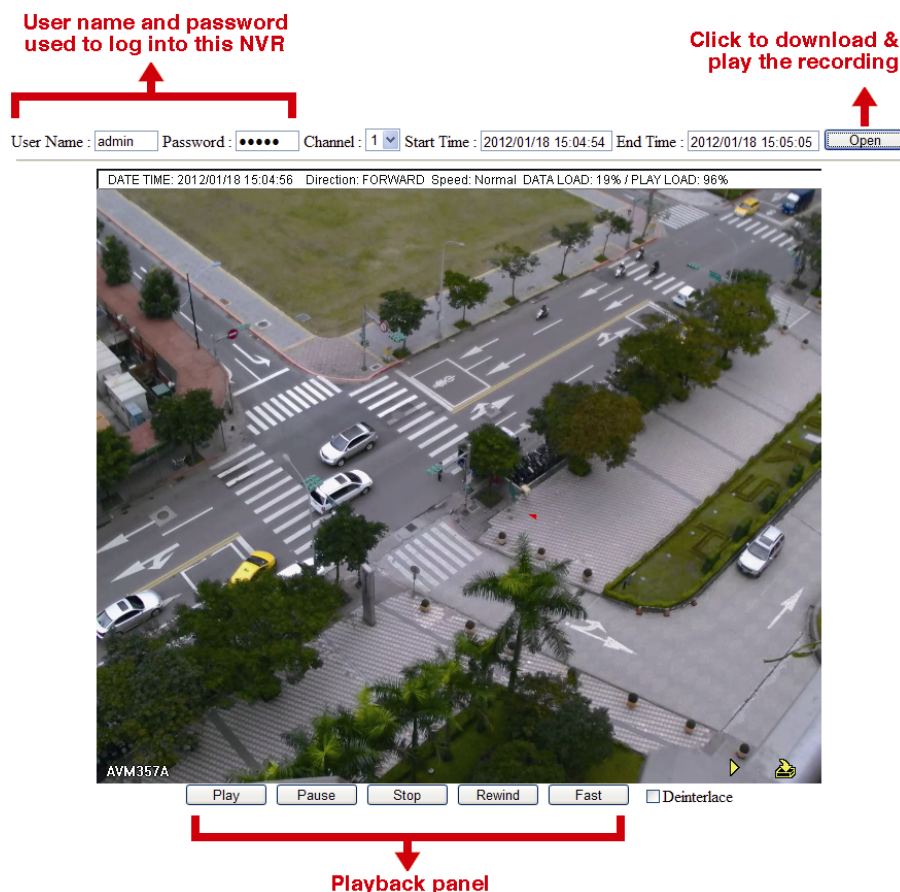 User name and password
used to log into this NVR
Click to download &
play the recording
User Name : admin Password : ●●●●● Channel : 1 Start Time : 2012/01/18 15:04:54 End Time : 2012/01/18 15:05:05 Open
DATE TIME: 2012/01/18 15:04:56 Direction: FORWARD Speed: Normal DATA LOAD: 19% / PLAY LOAD: 96%
AVM357A
Play Pause Stop Rewind Fast Deinterlace
Playback panel